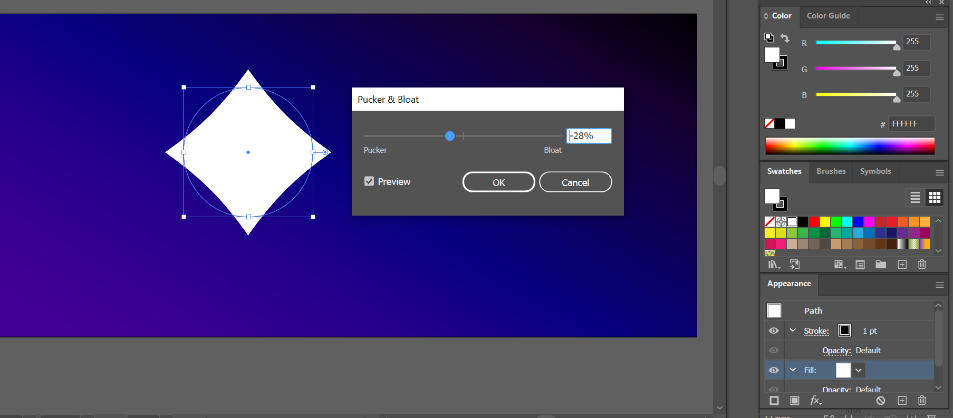 Color
Color Guide
R
255
G
255
B
255
# FFFFFF
Pucker & Bloat
-28%
Pucker
Bloat
Preview
OK
Cancel
Swatches
Brushes
Symbols
Appearance
Path
Stroke:
1 pt
Opacity: Default
Fill:
Opacity: Default
fx